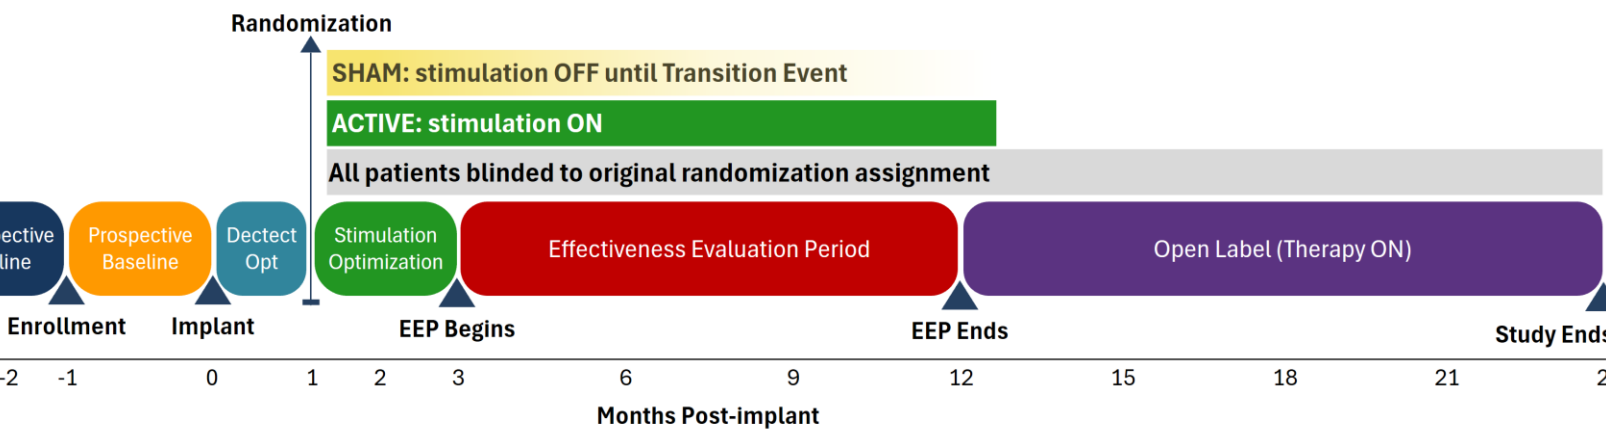 Randomization
SHAM: stimulation OFF until Transition Event
ACTIVE: stimulation ON
All patients blinded to original randomization assignment
ective
line
Prospective
Baseline
Dectect
Opt
Stimulation
Optimization
Effectiveness Evaluation Period
Open Label (Therapy ON)
Enrollment
Implant
EEP Begins
EEP Ends
Study Ends
-2 -1 0 1 2 3 6 9 12 15 18 21 2
Months Post-implant